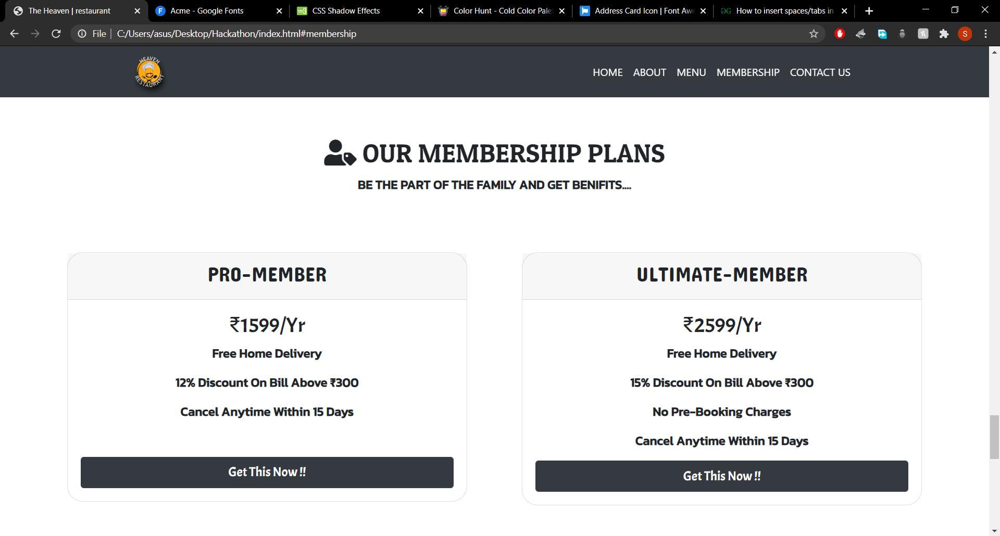 The Heaven | restaurant
Acme - Google Fonts
CSS Shadow Effects
Color Hunt - Cold Color Pale
Address Card Icon | Font Aw
How to insert spaces/tabs in
File
C:/Users/asus/Desktop/Hackathon/index.html#membership
S
HEAVEN
RESTAURANT
HOME
ABOUT
MENU
MEMBERSHIP
CONTACT US
OUR MEMBERSHIP PLANS
BE THE PART OF THE FAMILY AND GET BENIFITS....
PRO-MEMBER
₹1599/Yr
Free Home Delivery
12% Discount On Bill Above ₹300
Cancel Anytime Within 15 Days
Get This Now !!
ULTIMATE-MEMBER
₹2599/Yr
Free Home Delivery
15% Discount On Bill Above ₹300
No Pre-Booking Charges
Cancel Anytime Within 15 Days
Get This Now !!